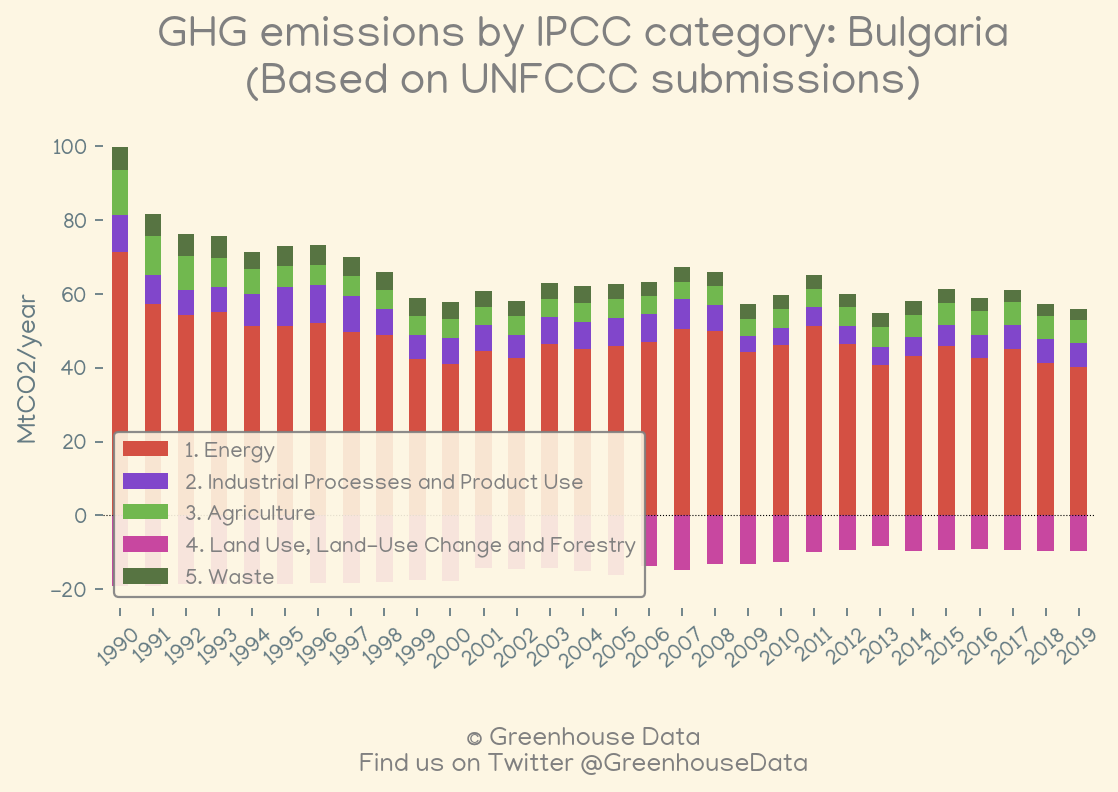 GHG emissions by IPCC category: Bulgaria
(Based on UNFCCC submissions)
MtCO2/year
100
80
60
40
20
0
−20
1. Energy
2. Industrial Processes and Product Use
3. Agriculture
4. Land Use, Land-Use Change and Forestry
5. Waste
1990 1991 1992 1993 1994 1995 1996 1997 1998 1999 2000 2001 2002 2003 2004 2005 2006 2007 2008 2009 2010 2011 2012 2013 2014 2015 2016 2017 2018 2019
© Greenhouse Data
Find us on Twitter @GreenhouseData